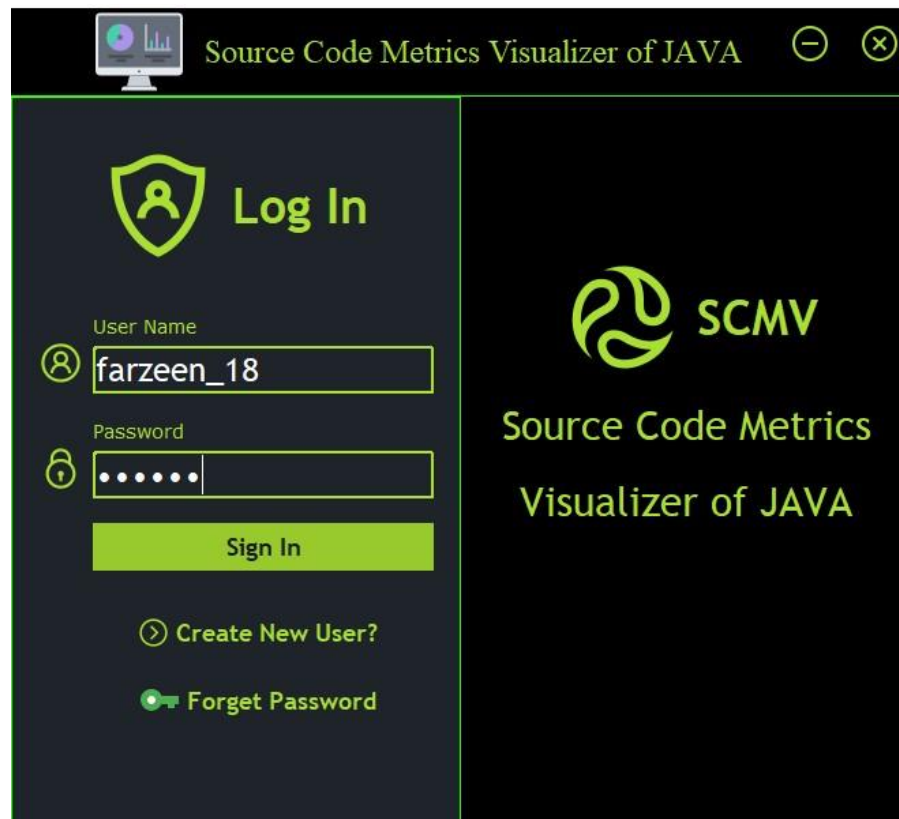 Source Code Metrics Visualizer of JAVA
Log In
User Name
farzeen_18
Password
••••••
Sign In
Create New User?
Forget Password
SCMV
Source Code Metrics
Visualizer of JAVA